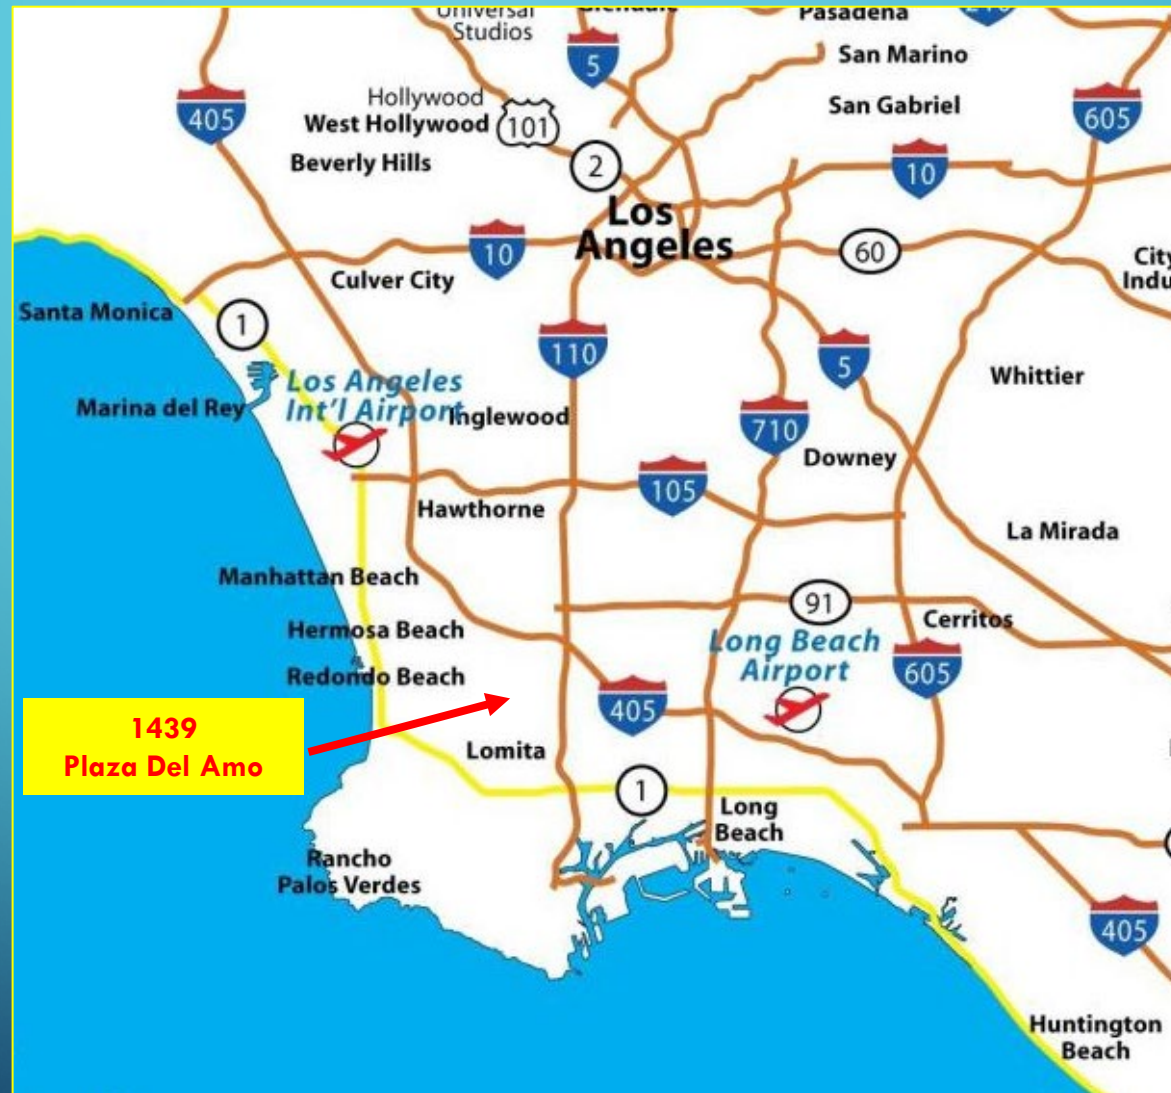 Universal
Studios
Glendale
Pasadena
210
5
San Marino
Hollywood
West Hollywood
101
San Gabriel
605
405
Beverly Hills
2
10
Los
Angeles
10
60
Culver City
City
Indu
Santa Monica
1
110
5
Whittier
Los Angeles
Int'l Airport
Marina del Rey
Inglewood
710
Downey
105
Hawthorne
La Mirada
Manhattan Beach
91
Cerritos
Hermosa Beach
Long Beach
Airport
Redondo Beach
605
405
1439
Plaza Del Amo
Lomita
1
Long
Beach
Rancho
Palos Verdes
405
Huntington
Beach